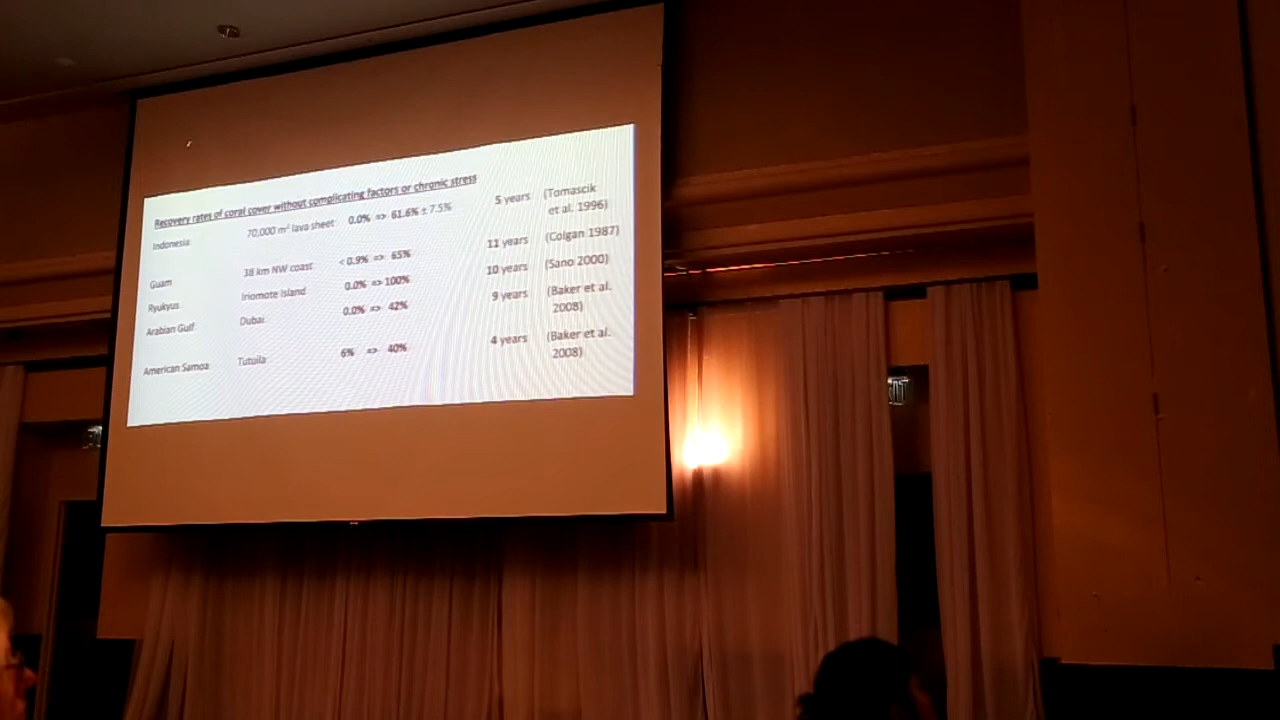 Recovery rates of coral cover without complicating factors or chronic stress
Indonesia 70,000 m² lava sheet 0.0% => 61.6% ± 7.5% 5 years (Tomascik
et al. 1996)
Guam 38 km NW coast < 0.9% => 65% 11 years (Colgan 1987)
Ryukyus Iriomote Island 0.0% => 100% 10 years (Sano 2000)
Arabian Gulf Dubai 0.0% => 42% 9 years (Baker et al.
2008)
American Samoa Tutuila 6% => 40% 4 years (Baker et al.
2008)